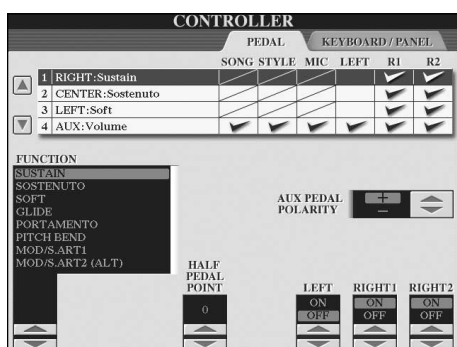 CONTROLLER
PEDAL KEYBOARD / PANEL
SONG STYLE MIC LEFT R1 R2
1 RIGHT:Sustain
2 CENTER:Sostenuto
3 LEFT:Soft
4 AUX:Volume
FUNCTION
SUSTAIN
SOSTENUTO
SOFT
GLIDE
PORTAMENTO
PITCH BEND
MOD/S.ART1
MOD/S.ART2 (ALT)
AUX PEDAL
POLARITY
+
−
HALF
PEDAL
POINT
0
LEFT RIGHT1 RIGHT2
ON ON ON
OFF OFF OFF